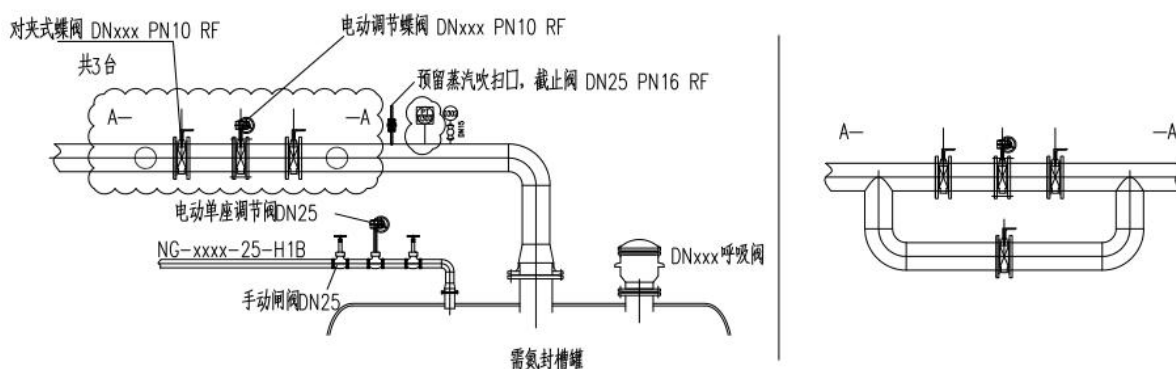 对夹式蝶阀 DNxxx PN10 RF
共3台
电动调节蝶阀 DNxxx PN10 RF
预留蒸汽吹扫口，截止阀 DN25 PN16 RF
A—
—A
DN15
电动单座调节阀DN25
NG-xxxx-25-H1B
手动闸阀DN25
DNxxx呼吸阀
需氮封槽罐
A—
—A